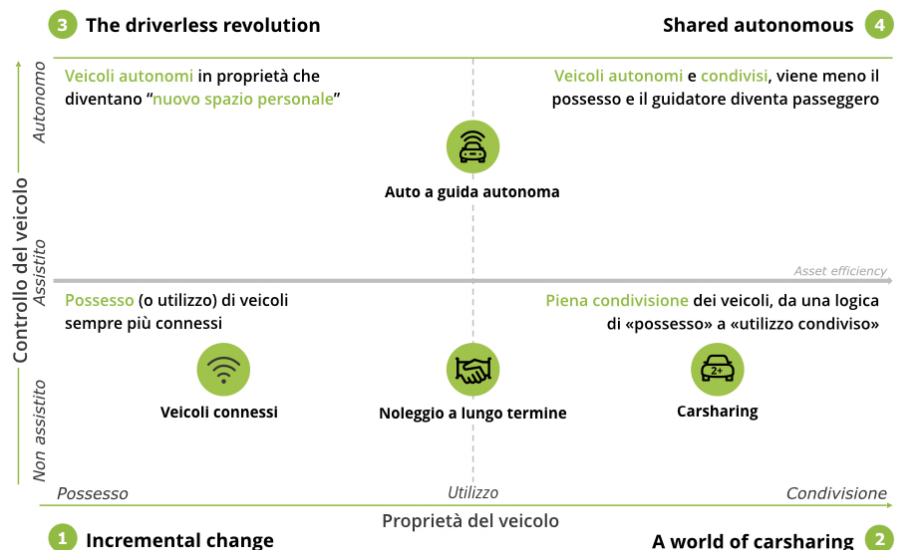 3 The driverless revolution
Shared autonomous 4
Veicoli autonomi in proprietà che
diventano “nuovo spazio personale”
Veicoli autonomi e condivisi, viene meno il
possesso e il guidatore diventa passeggero
Auto a guida autonoma
Controllo del veicolo
Autonomo
Assistito
Non assistito
Asset efficiency
Possesso (o utilizzo) di veicoli
sempre più connessi
Piena condivisione dei veicoli, da una logica
di «possesso» a «utilizzo condiviso»
2+
Veicoli connessi
Noleggio a lungo termine
Carsharing
Possesso
Utilizzo
Condivisione
Proprietà del veicolo
1 Incremental change
A world of carsharing 2